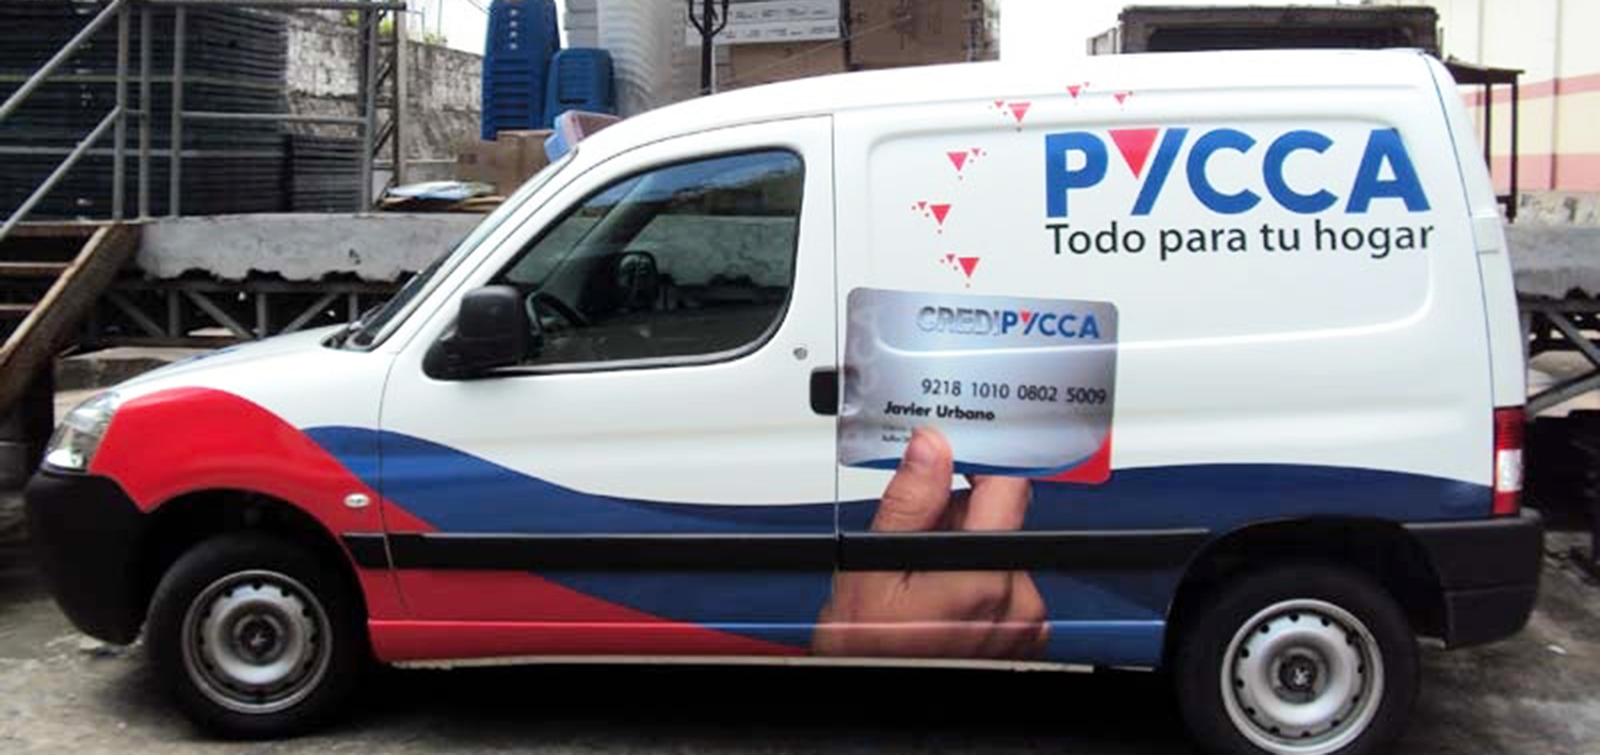 PYCCA
Todo para tu hogar
CREDIPYCCA
9218 1010 0802 5009
Javier Urbano